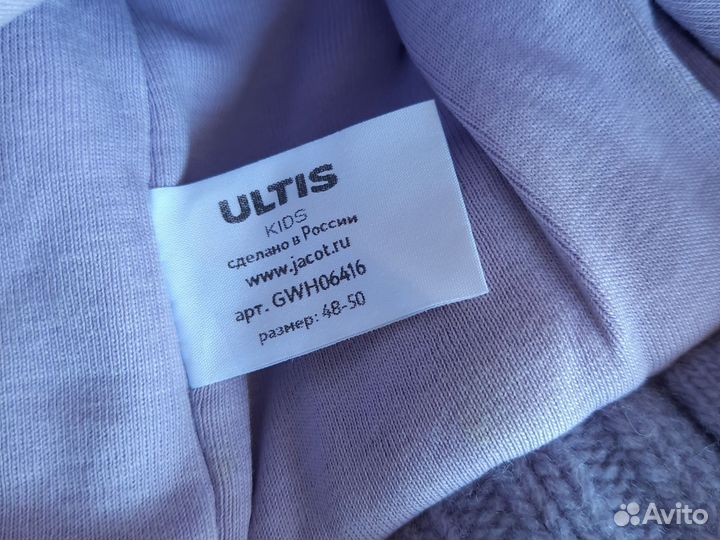 ULTIS
KIDS
сделано в России
www.jacot.ru
арт. GWH06416
размер: 48-50
Avito